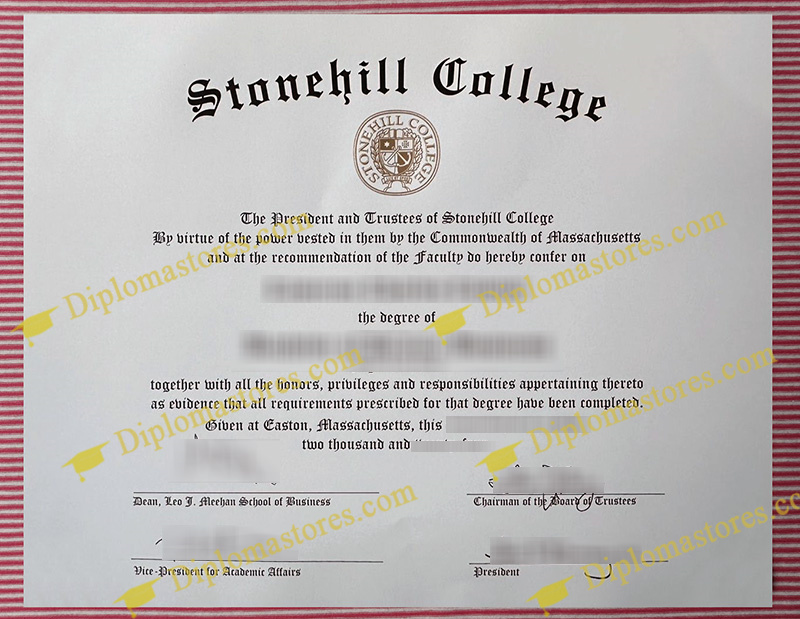 Stonehill College
STONEHILL COLLEGE
The President and Trustees of Stonehill College
By virtue of the power vested in them by the Commonwealth of Massachusetts
and at the recommendation of the Faculty do hereby confer on
the degree of
together with all the honors, privileges and responsibilities appertaining thereto
as evidence that all requirements prescribed for that degree have been completed.
Given at Easton, Massachusetts, this
two thousand and
Dean, Leo J. Meehan School of Business
Chairman of the Board of Trustees
Vice-President for Academic Affairs
President
Diplomastores.com
Diplomastores.com
Diplomastores.com
Diplomastores.com
Diplomastores.com
Diplomastores.co